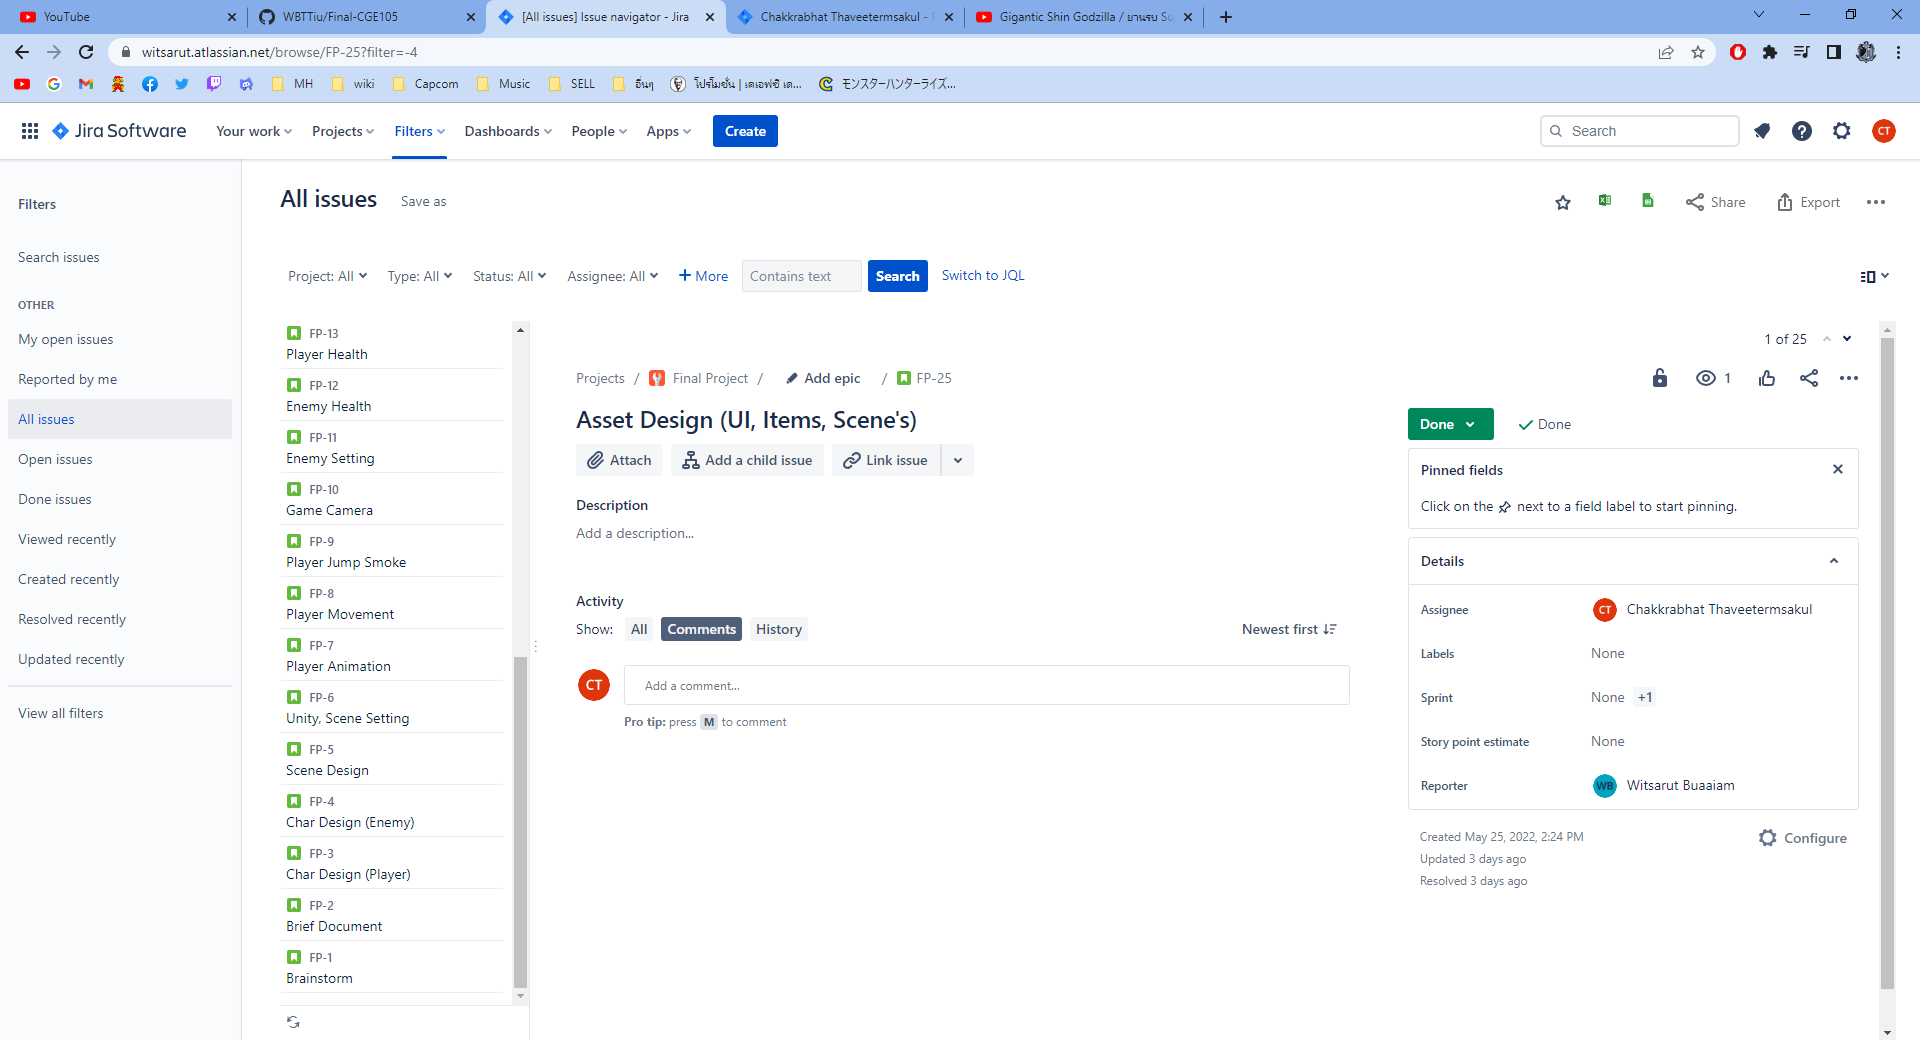 YouTube
WBTTiu/Final-CGE105
[All issues] Issue navigator - Jira
Chakkrabhat Thaveetermsakul -
Gigantic Shin Godzilla / ยานรบ Su
witsarut.atlassian.net/browse/FP-25?filter=-4
MH
wiki
Capcom
Music
SELL
อื่นๆ
โปรโมชั่น | เคเอฟซี เด...
モンスターハンターライズ...
Jira Software
Your work
Projects
Filters
Dashboards
People
Apps
Create
Search
CT
Filters
Search issues
OTHER
My open issues
Reported by me
All issues
Open issues
Done issues
Viewed recently
Created recently
Resolved recently
Updated recently
View all filters
All issues
Save as
Share
Export
Project: All
Type: All
Status: All
Assignee: All
+ More
Contains text
Search
Switch to JQL
FP-13
Player Health
FP-12
Enemy Health
FP-11
Enemy Setting
FP-10
Game Camera
FP-9
Player Jump Smoke
FP-8
Player Movement
FP-7
Player Animation
FP-6
Unity, Scene Setting
FP-5
Scene Design
FP-4
Char Design (Enemy)
FP-3
Char Design (Player)
FP-2
Brief Document
FP-1
Brainstorm
1 of 25
Projects / Final Project / Add epic / FP-25
1
Asset Design (UI, Items, Scene's)
Attach
Add a child issue
Link issue
Description
Add a description...
Activity
Show:
All
Comments
History
Newest first
CT
Add a comment...
Pro tip: press M to comment
Done
Done
Pinned fields
Click on the next to a field label to start pinning.
Details
Assignee
CT
Chakkrabhat Thaveetermsakul
Labels
None
Sprint
None +1
Story point estimate
None
Reporter
WB
Witsarut Buaaiam
Created May 25, 2022, 2:24 PM
Updated 3 days ago
Resolved 3 days ago
Configure